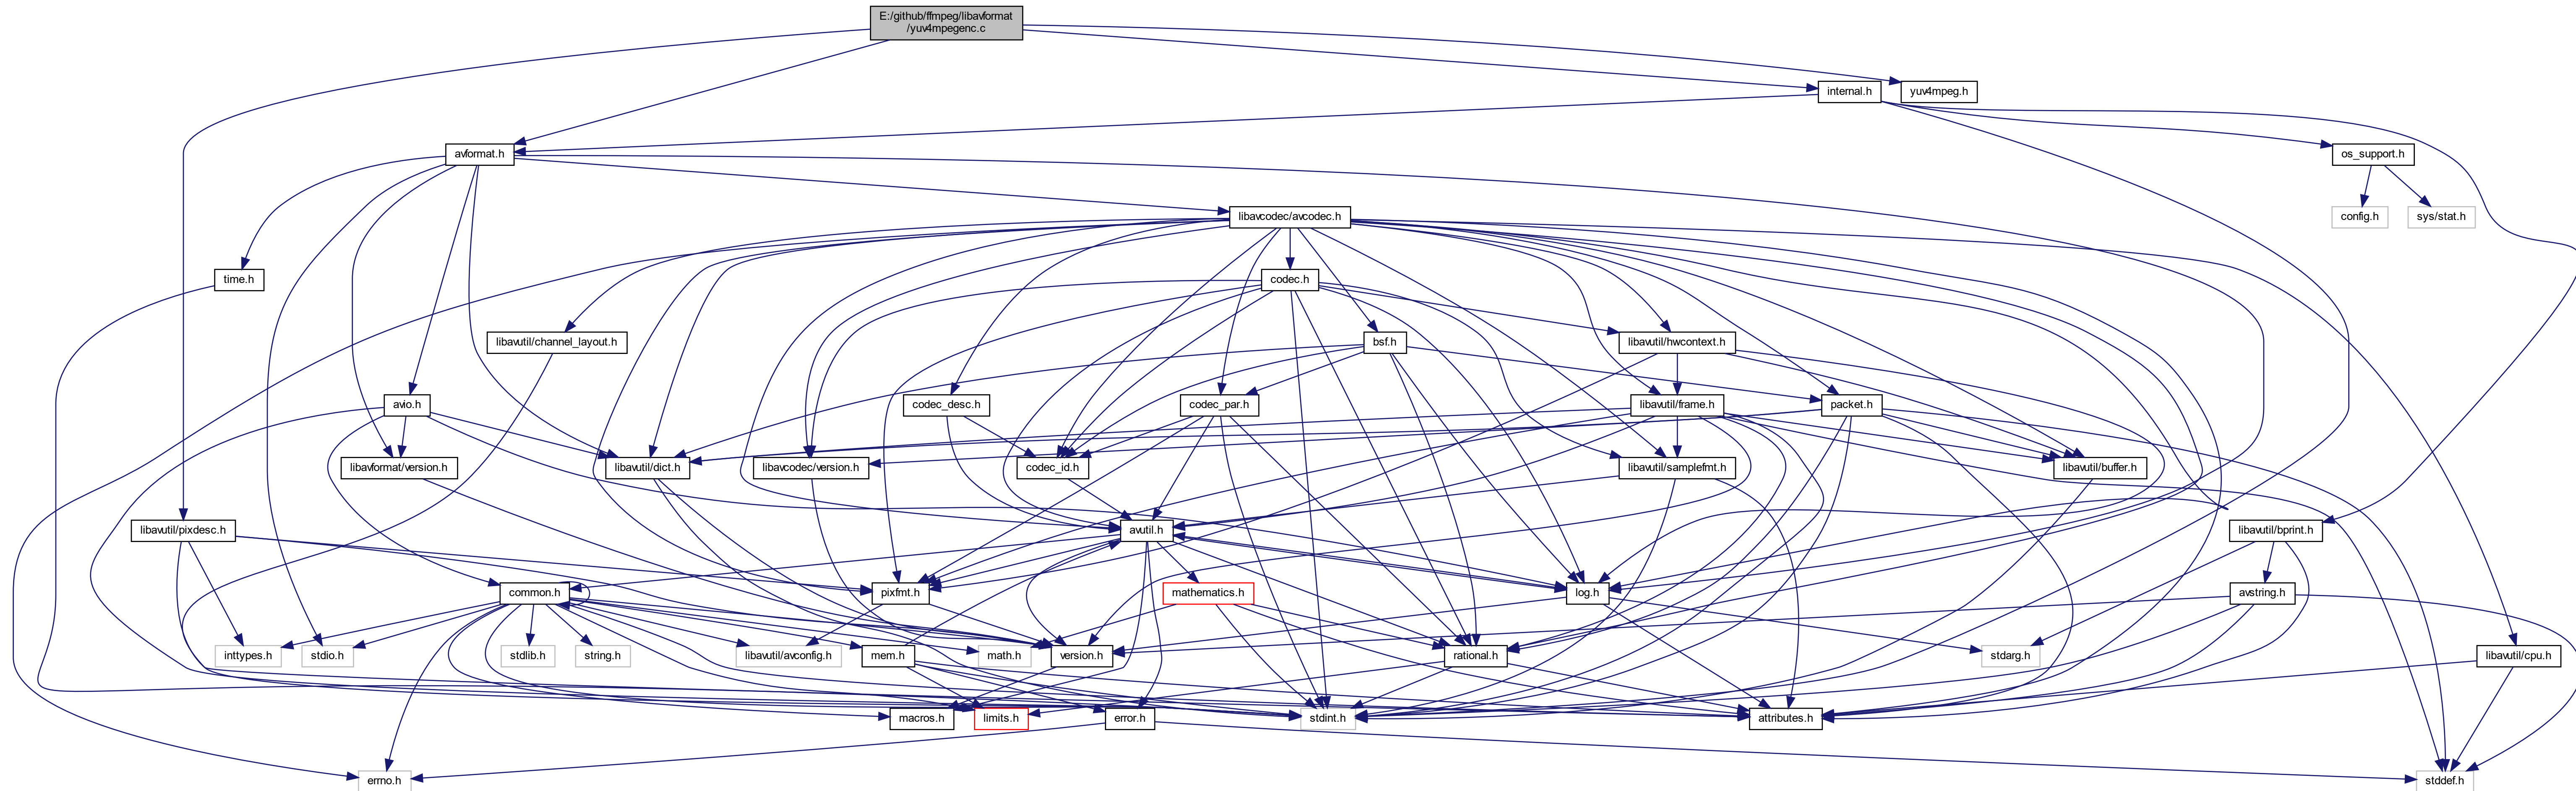 E:/github/ffmpeg/libavformat
/yuv4mpegenc.c
internal.h
yuv4mpeg.h
avformat.h
os_support.h
libavcodec/avcodec.h
config.h
sys/stat.h
time.h
codec.h
libavutil/channel_layout.h
bsf.h
libavutil/hwcontext.h
avio.h
codec_desc.h
codec_par.h
libavutil/frame.h
packet.h
libavformat/version.h
libavutil/dict.h
libavcodec/version.h
codec_id.h
libavutil/samplefmt.h
libavutil/buffer.h
libavutil/pixdesc.h
avutil.h
libavutil/bprint.h
common.h
pixfmt.h
mathematics.h
log.h
avstring.h
inttypes.h
stdio.h
stdlib.h
string.h
libavutil/avconfig.h
mem.h
math.h
version.h
rational.h
stdarg.h
libavutil/cpu.h
macros.h
limits.h
error.h
stdint.h
attributes.h
errno.h
stddef.h